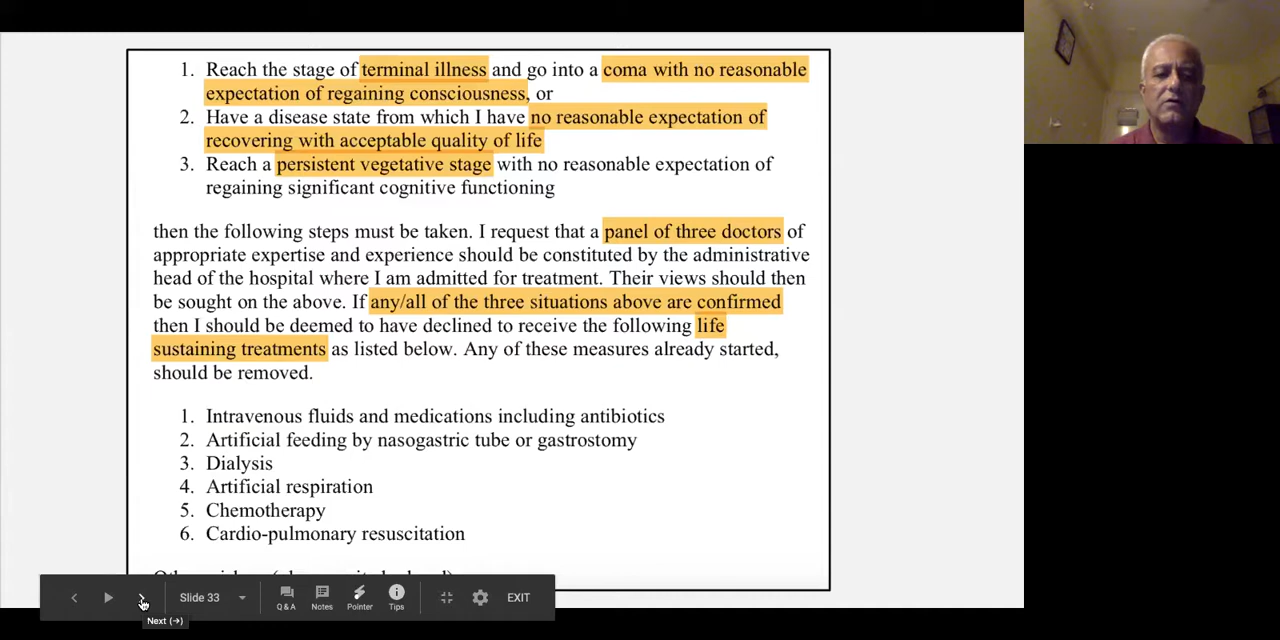 1. Reach the stage of terminal illness and go into a coma with no reasonable
expectation of regaining consciousness, or
2. Have a disease state from which I have no reasonable expectation of
recovering with acceptable quality of life
3. Reach a persistent vegetative stage with no reasonable expectation of
regaining significant cognitive functioning
then the following steps must be taken. I request that a panel of three doctors of
appropriate expertise and experience should be constituted by the administrative
head of the hospital where I am admitted for treatment. Their views should then
be sought on the above. If any/all of the three situations above are confirmed
then I should be deemed to have declined to receive the following life
sustaining treatments as listed below. Any of these measures already started,
should be removed.
1. Intravenous fluids and medications including antibiotics
2. Artificial feeding by nasogastric tube or gastrostomy
3. Dialysis
4. Artificial respiration
5. Chemotherapy
6. Cardio-pulmonary resuscitation
Slide 33
Q & A
Notes
Pointer
Tips
EXIT
Next (→)